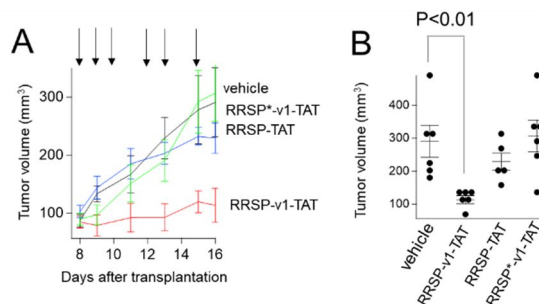 A
300
200
100
Tumor volume (mm³)
8 10 12 14 16
Days after transplantation
vehicle
RRSP*-v1-TAT
RRSP-TAT
RRSP-v1-TAT
B
P<0.01
400
300
200
100
Tumor volume (mm³)
vehicle
RRSP-v1-TAT
RRSP-TAT
RRSP*-v1-TAT